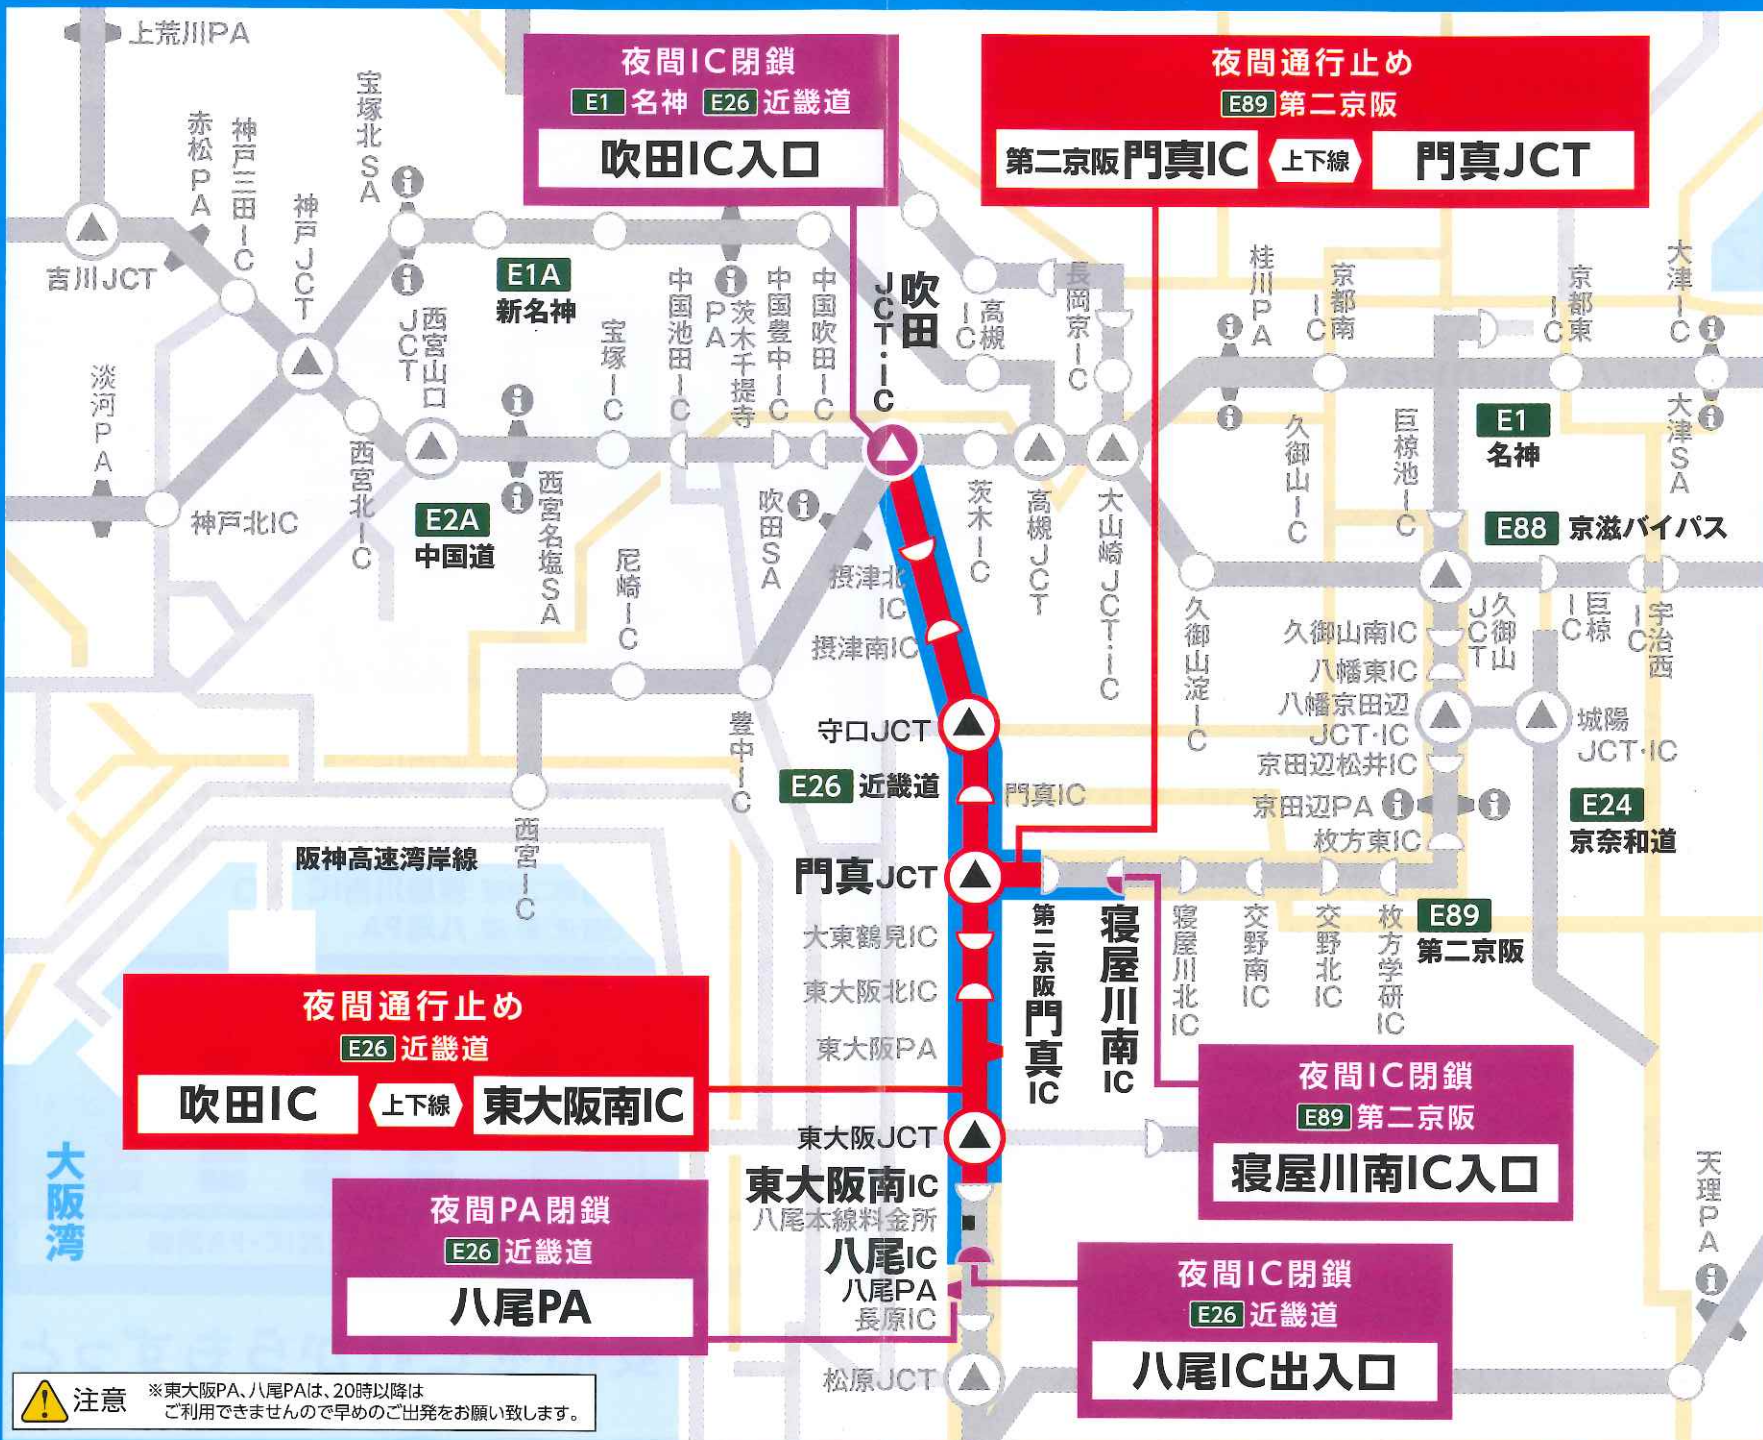 上荒川PA
夜間IC閉鎖
E1 名神 E26 近畿道
吹田IC入口
夜間通行止め
E89 第二京阪
第二京阪門真IC 上下線 門真JCT
宝塚北SA
赤松PA
神戸三田IC
神戸JCT
吉川JCT
E1A
新名神
西宮山口JCT
宝塚IC
中国池田IC
茨木千提寺PA
中国豊中IC
中国吹田IC
吹田JCT・IC
高槻IC
長岡京IC
桂川PA
京都南IC
京都東IC
大津IC
淡河PA
神戸北IC
西宮北IC
E2A
中国道
西宮名塩SA
尼崎IC
吹田SA
茨木IC
高槻JCT
大山崎JCT・IC
久御山IC
巨椋池IC
E1
名神
大津SA
E88 京滋バイパス
摂津北IC
摂津南IC
久御山淀IC
久御山南IC
八幡東IC
八幡京田辺
JCT・IC
京田辺松井IC
京田辺PA
枚方東IC
久御山JCT
巨椋IC
宇治西IC
城陽
JCT・IC
E24
京奈和道
豊中IC
守口JCT
E26 近畿道
門真IC
阪神高速湾岸線
西宮IC
門真JCT
大東鶴見IC
東大阪北IC
東大阪PA
第二京阪門真IC
寝屋川南IC
寝屋川北IC
交野南IC
交野北IC
枚方学研IC
E89
第二京阪
夜間通行止め
E26 近畿道
吹田IC 上下線 東大阪南IC
夜間IC閉鎖
E89 第二京阪
寝屋川南IC入口
東大阪JCT
東大阪南IC
八尾本線料金所
八尾IC
八尾PA
長原IC
松原JCT
大阪湾
夜間PA閉鎖
E26 近畿道
八尾PA
夜間IC閉鎖
E26 近畿道
八尾IC出入口
天理PA
注意 ※東大阪PA、八尾PAは、20時以降は
ご利用できませんので早めのご出発をお願い致します。